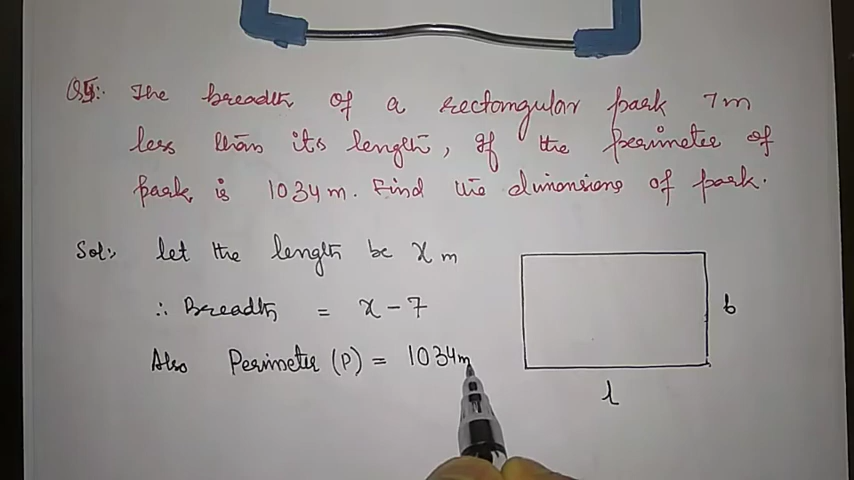 Q5:. The breadth of a rectangular park 7m
less than its length, If the perimeter of
park is 1034 m. Find the dimensions of park.
Sol:. let the length be x m
∴ Breadth = x - 7
Also Perimeter (P) = 1034m
b
l